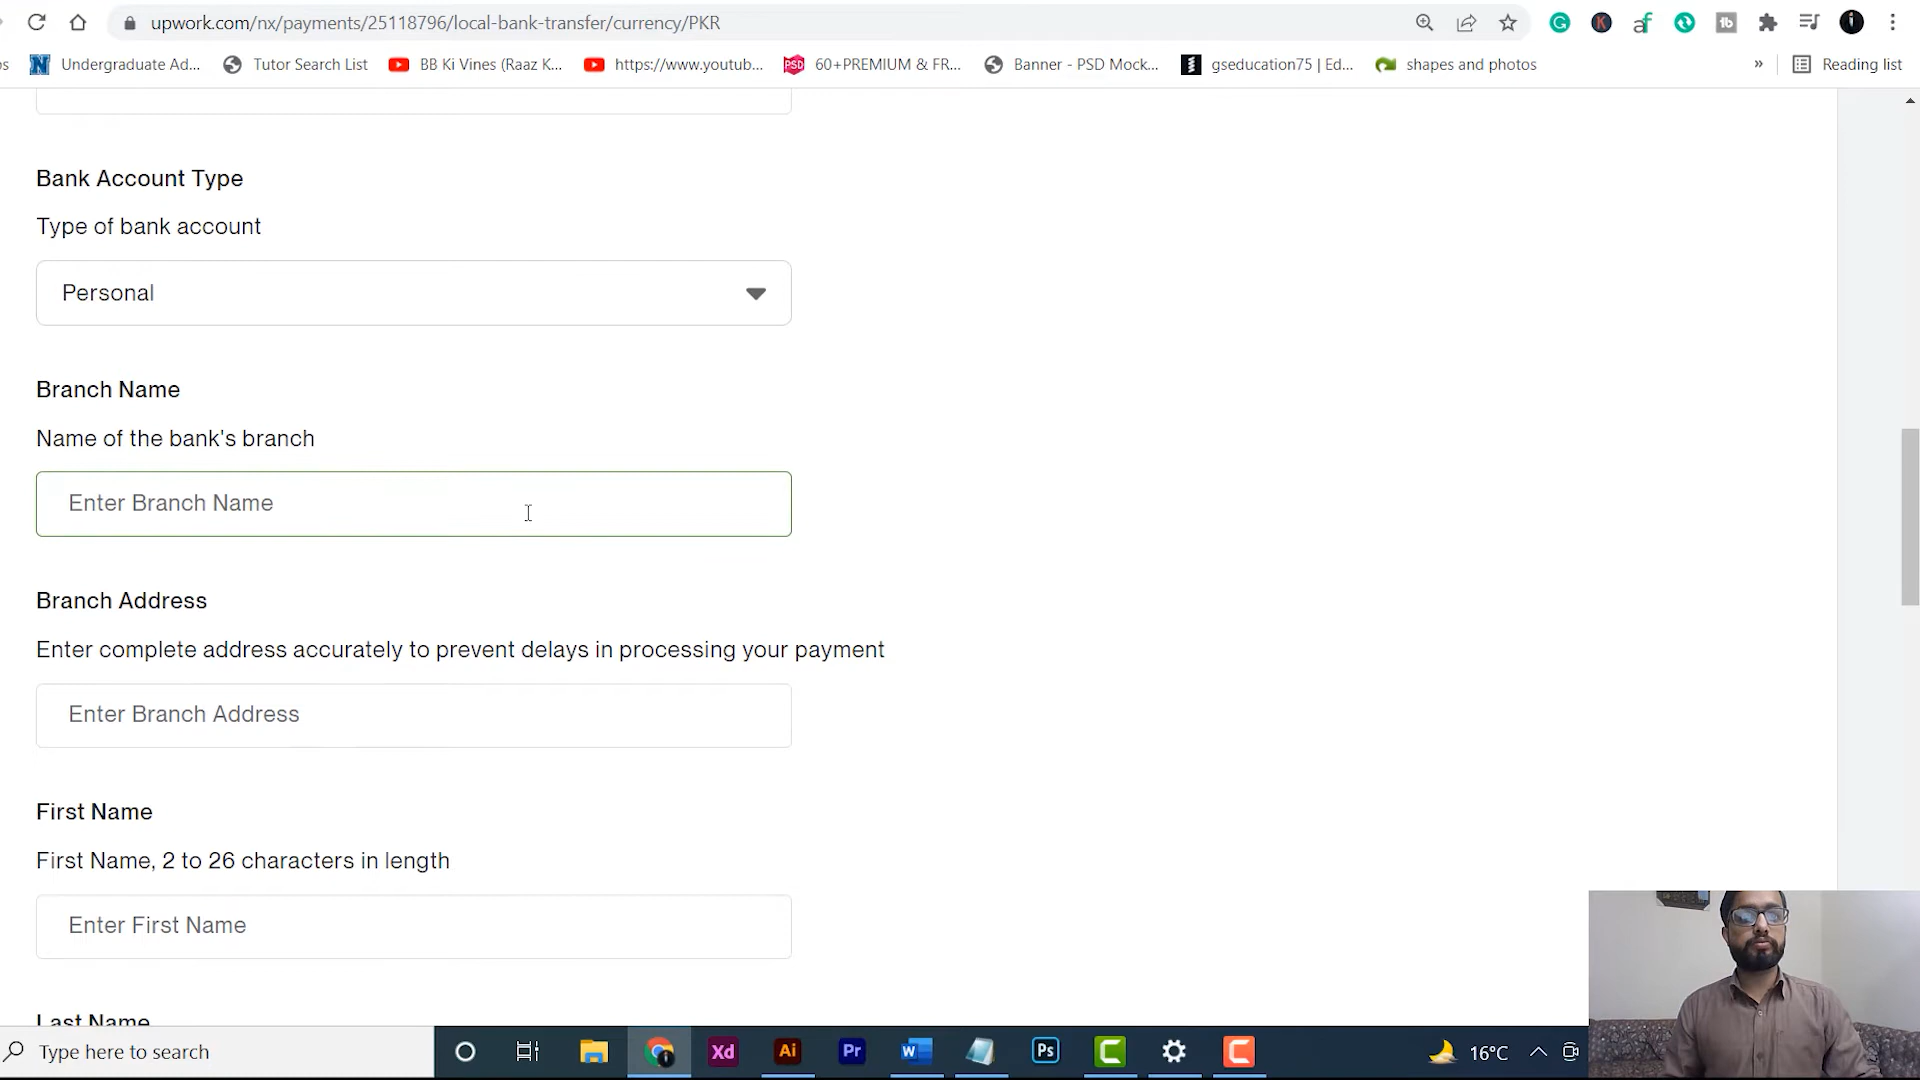 upwork.com/nx/payments/25118796/local-bank-transfer/currency/PKR
Undergraduate Ad... Tutor Search List BB Ki Vines (Raaz K... https://www.youtub... PSD 60+PREMIUM & FR... Banner - PSD Mock... gseducation75 | Ed... shapes and photos » Reading list
Bank Account Type
Type of bank account
Personal
Branch Name
Name of the bank's branch
Enter Branch Name
Branch Address
Enter complete address accurately to prevent delays in processing your payment
Enter Branch Address
First Name
First Name, 2 to 26 characters in length
Enter First Name
Last Name
Type here to search Xd Ai Pr W Ps 16°C